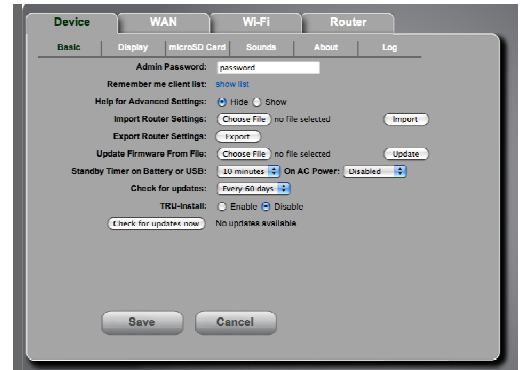 Device WAN Wi-Fi Router
Basic Display microSD Card Sounds About Log
Admin Password: password
Remember me client list: show list
Help for Advanced Settings: Hide Show
Import Router Settings: Choose File no file selected Import
Export Router Settings: Export
Update Firmware From File: Choose File no file selected Update
Standby Timer on Battery or USB: 10 minutes On AC Power: Disabled
Check for updates: Every 60 days
TRU-Install: Enable Disable
Check for updates now No updates available
Save Cancel